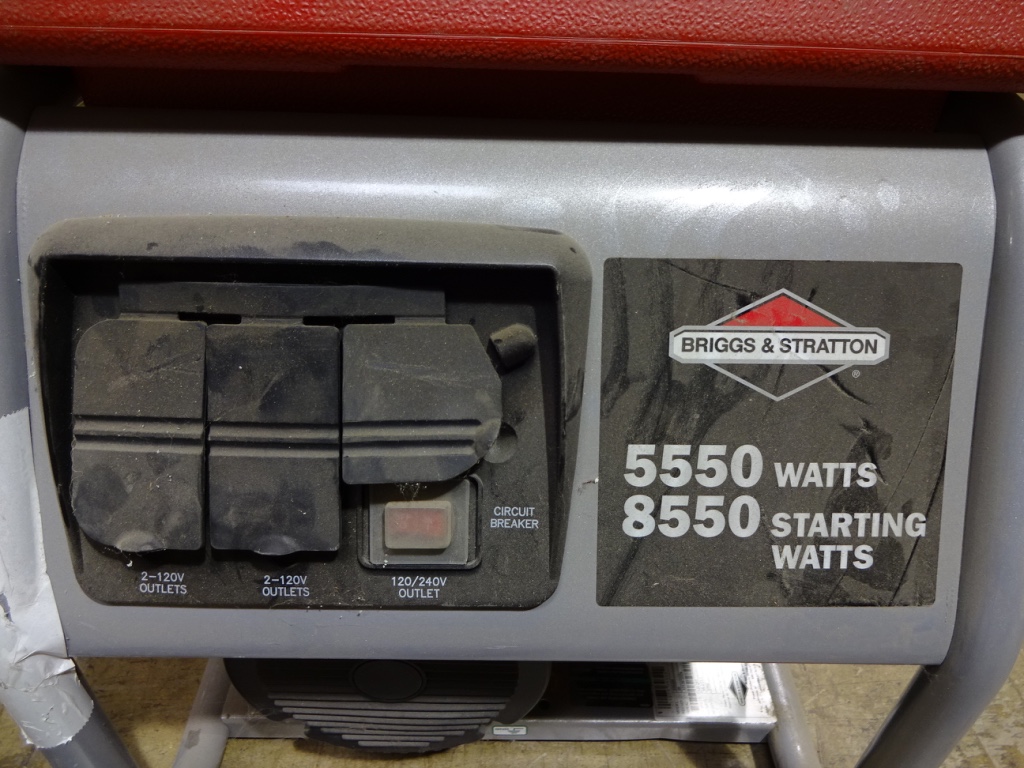 BRIGGS & STRATTON
®
5550 WATTS
8550 STARTING
WATTS
CIRCUIT
BREAKER
2-120V
OUTLETS
2-120V
OUTLETS
120/240V
OUTLET